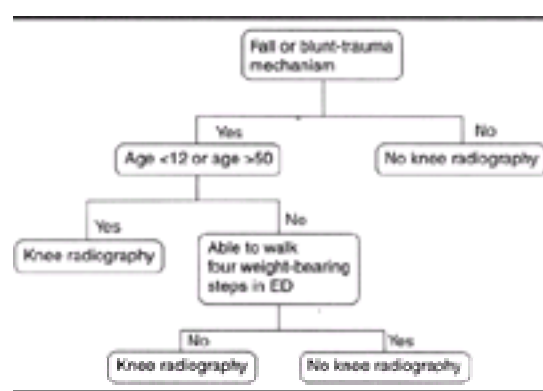 Fall or blunt-trauma
mechanism
Yes
No
Age <12 or age >50
No knee radiography
Yes
No
Knee radiography
Able to walk
four weight-bearing
steps in ED
No
Yes
Knee radiography
No knee radiography